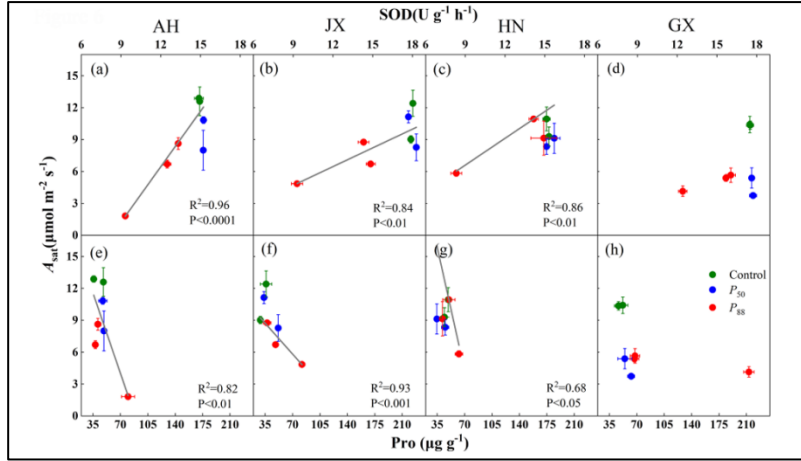 SOD(U g⁻¹ h⁻¹)
AH JX HN GX
6 9 12 15 18 6 9 12 15 18 6 9 12 15 18 6 9 12 15 18
(a) (b) (c) (d)
15
12
9
6
3
0
R²=0.96
P<0.0001
R²=0.84
P<0.01
R²=0.86
P<0.01
A_sat(μmol m⁻² s⁻¹)
(e) (f) (g) (h)
15
12
9
6
3
0
Control
P₅₀
P₈₈
R²=0.82
P<0.01
R²=0.93
P<0.001
R²=0.68
P<0.05
35 70 105 140 175 210 35 70 105 140 175 210 35 70 105 140 175 210 35 70 105 140 175 210
Pro (μg g⁻¹)